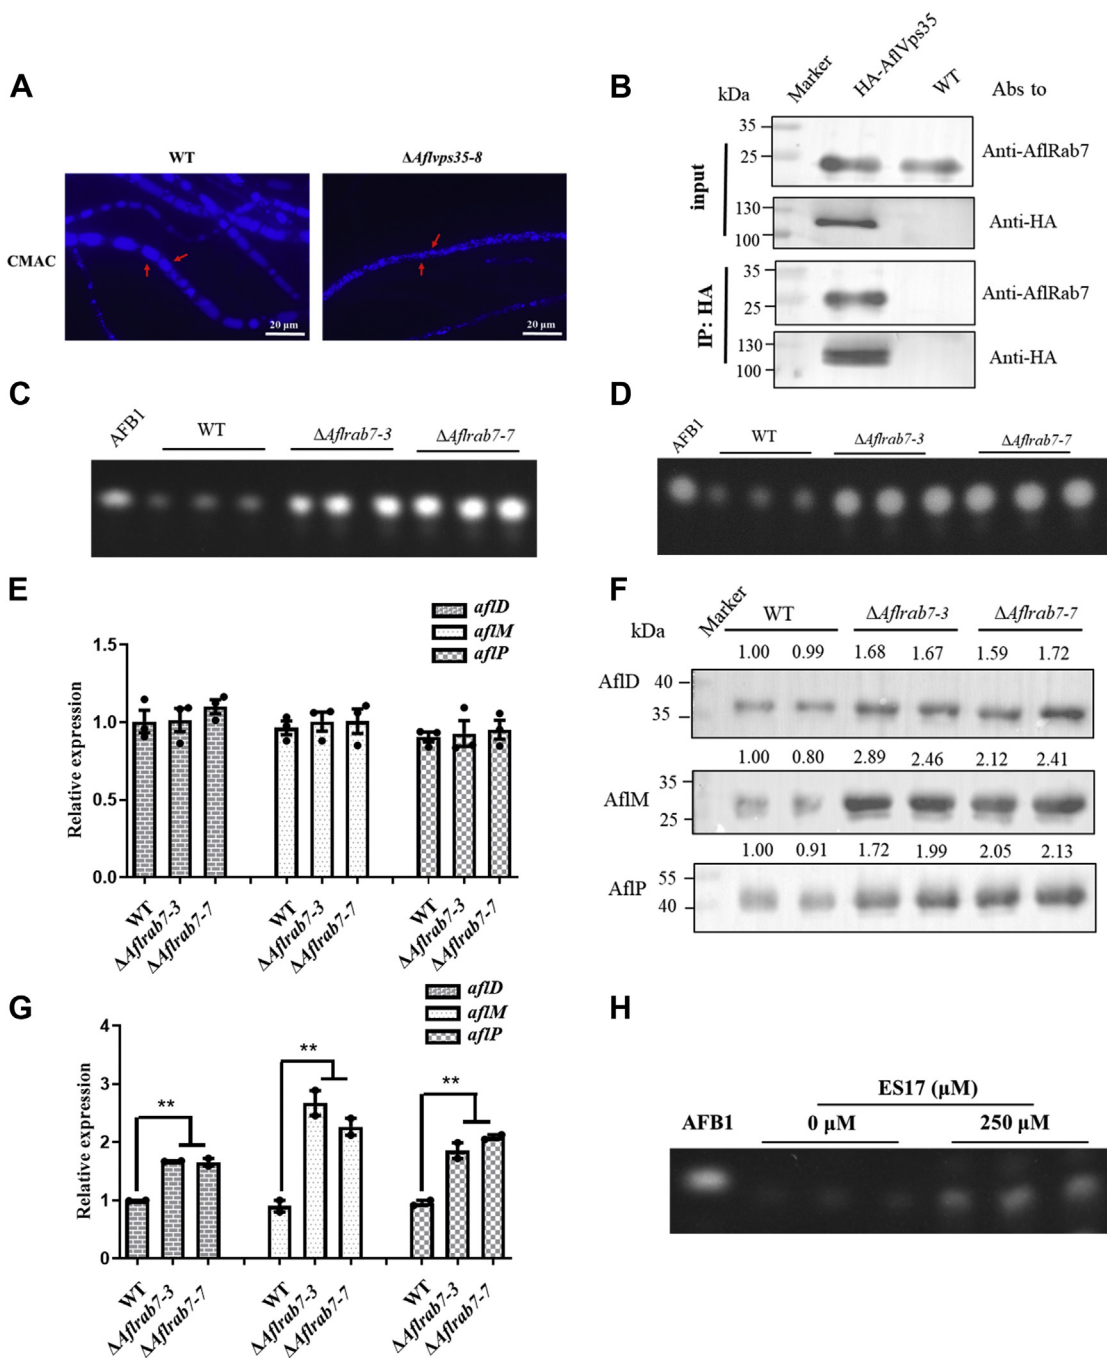 A
WT
ΔAflvps35-8
CMAC
20 μm
20 μm
B
kDa
Marker
HA-AflVps35
WT
Abs to
input
35
25
Anti-AflRab7
130
100
Anti-HA
IP: HA
35
25
Anti-AflRab7
130
100
Anti-HA
C
AFB1
WT
ΔAflrab7-3
ΔAflrab7-7
D
AFB1
WT
ΔAflrab7-3
ΔAflrab7-7
E
aflD
aflM
aflP
Relative expression
1.5
1.0
0.5
0.0
WT
ΔAflrab7-3
ΔAflrab7-7
WT
ΔAflrab7-3
ΔAflrab7-7
WT
ΔAflrab7-3
ΔAflrab7-7
F
kDa
Marker
WT
ΔAflrab7-3
ΔAflrab7-7
1.00 0.99 1.68 1.67 1.59 1.72
AflD
40
35
1.00 0.80 2.89 2.46 2.12 2.41
AflM
35
25
1.00 0.91 1.72 1.99 2.05 2.13
AflP
55
40
G
aflD
aflM
aflP
Relative expression
4
3
2
1
0
**
**
**
WT
ΔAflrab7-3
ΔAflrab7-7
WT
ΔAflrab7-3
ΔAflrab7-7
WT
ΔAflrab7-3
ΔAflrab7-7
H
ES17 (μM)
AFB1
0 μM
250 μM